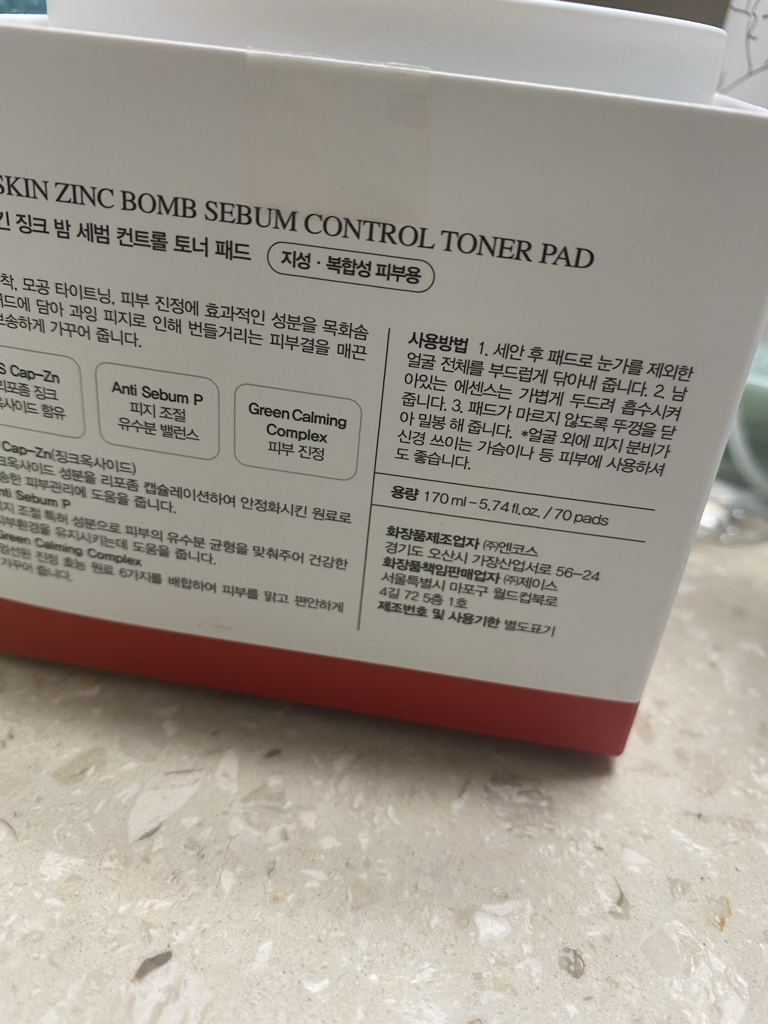 SKIN ZINC BOMB SEBUM CONTROL TONER PAD
징크 밤 세범 컨트롤 토너 패드
지성 · 복합성 피부용
착, 모공 타이트닝, 피부 진정에 효과적인 성분을 목화솜
담아 과잉 피지로 인해 번들거리는 피부결을 매끈
보송하게 가꾸어 줍니다.
S Cap-Zn
리포좀 징크
옥사이드 함유
Anti Sebum P
피지 조절
유수분 밸런스
Green Calming
Complex
피부 진정
Cap-Zn(징크옥사이드)
크옥사이드 성분을 리포좀 캡슐레이션하여 안정화시킨 원료로
송한 피부관리에 도움을 줍니다.
Anti Sebum P
피지 조절 특허 성분으로 피부의 유수분 균형을 맞춰주어 건강한
피부환경을 유지시키는데 도움을 줍니다.
Green Calming Complex
엄선된 진정 효능 원료 6가지를 배합하여 피부를 맑고 편안하게
가꾸어 줍니다.
사용방법 1. 세안 후 패드로 눈가를 제외한
얼굴 전체를 부드럽게 닦아내 줍니다. 2. 남
아있는 에센스는 가볍게 두드려 흡수시켜
줍니다. 3. 패드가 마르지 않도록 뚜껑을 닫
아 밀봉 해 줍니다. *얼굴 외에 피지 분비가
신경 쓰이는 가슴이나 등 피부에 사용하셔
도 좋습니다.
용량 170 ml - 5.74 fl.oz. / 70 pads
화장품제조업자 ㈜엔코스
경기도 오산시 가장산업서로 56-24
화장품책임판매업자 ㈜제이스
서울특별시 마포구 월드컵북로
4길 72 5층 1호
제조번호 및 사용기한 별도표기